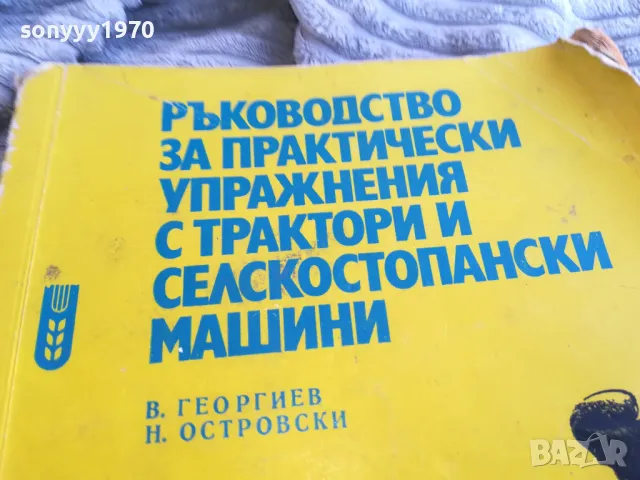 sonyyy1970
РЪКОВОДСТВО
ЗА ПРАКТИЧЕСКИ
УПРАЖНЕНИЯ
С ТРАКТОРИ И
СЕЛСКОСТОПАНСКИ
МАШИНИ
В. ГЕОРГИЕВ
Н. ОСТРОВСКИ
BAZAR